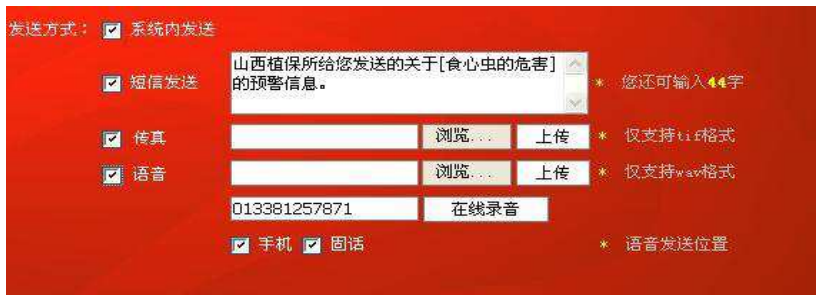 发送方式： 系统内发送
短信发送 山西植保所给您发送的关于[食心虫的危害]
的预警信息。 * 您还可输入44字
传真 浏览... 上传 * 仅支持tif格式
语音 浏览... 上传 * 仅支持wav格式
013381257871 在线录音
手机 固话 * 语音发送位置